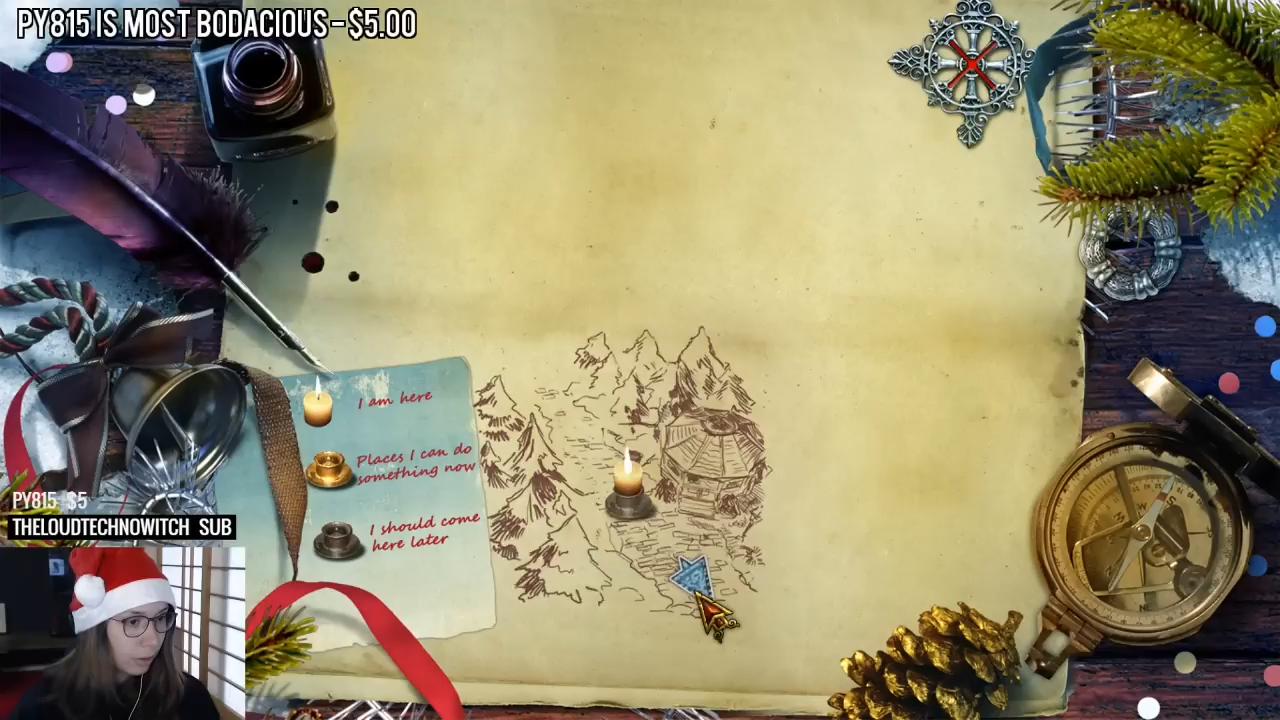 PY815 IS MOST BODACIOUS - $5.00
I am here
Places I can do
something now
I should come
here later
PY815 $5
THELOUDTECHNOWITCH SUB